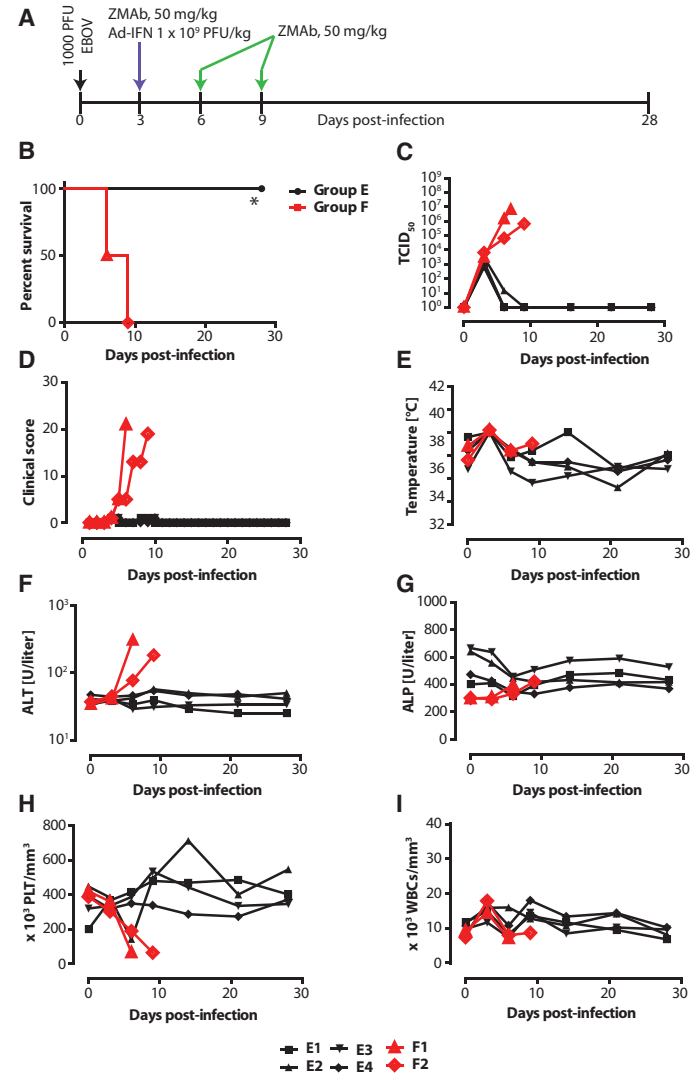 A
1000 PFU
EBOV
ZMAb, 50 mg/kg
Ad-IFN 1 x 10⁹ PFU/kg
ZMAb, 50 mg/kg
0 3 6 9 Days post-infection 28
B
Percent survival
100
50
0
0 10 20 30
Days post-infection
Group E
Group F
*
C
TCID₅₀
10⁹
10⁸
10⁷
10⁶
10⁵
10⁴
10³
10²
10¹
10⁰
0 10 20 30
Days post-infection
D
Clinical score
30
20
10
0
0 10 20 30
Days post-infection
E
Temperature [°C]
42
40
38
36
34
32
0 10 20 30
Days post-infection
F
ALT [U/liter]
10³
10²
10¹
0 10 20 30
Days post-infection
G
ALP [U/liter]
1000
800
600
400
200
0
0 10 20 30
Days post-infection
H
x 10³ PLT/mm³
800
600
400
200
0
0 10 20 30
Days post-infection
I
x 10³ WBCs/mm³
40
30
20
10
0
0 10 20 30
Days post-infection
E1 E3 F1
E2 E4 F2